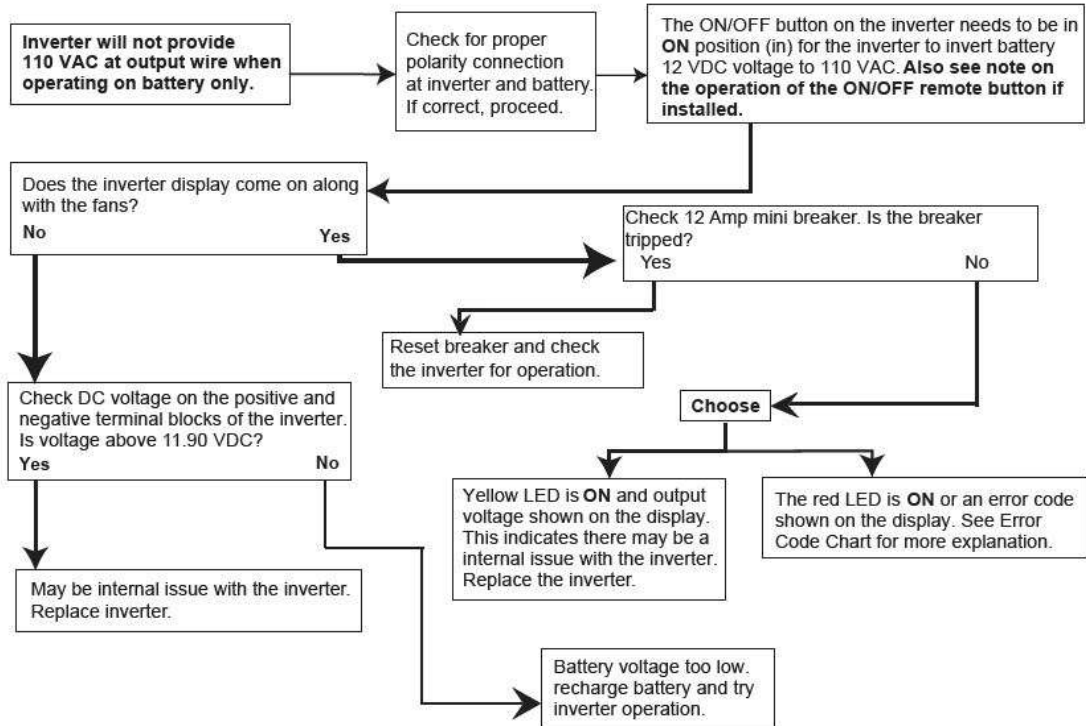 Inverter will not provide
110 VAC at output wire when
operating on battery only.
Check for proper
polarity connection
at inverter and battery.
If correct, proceed.
The ON/OFF button on the inverter needs to be in
ON position (in) for the inverter to invert battery
12 VDC voltage to 110 VAC. Also see note on
the operation of the ON/OFF remote button if
installed.
Does the inverter display come on along
with the fans?
No Yes
Check 12 Amp mini breaker. Is the breaker
tripped?
Yes No
Reset breaker and check
the inverter for operation.
Check DC voltage on the positive and
negative terminal blocks of the inverter.
Is voltage above 11.90 VDC?
Yes No
Choose
Yellow LED is ON and output
voltage shown on the display.
This indicates there may be a
internal issue with the inverter.
Replace the inverter.
The red LED is ON or an error code
shown on the display. See Error
Code Chart for more explanation.
May be internal issue with the inverter.
Replace inverter.
Battery voltage too low.
recharge battery and try
inverter operation.